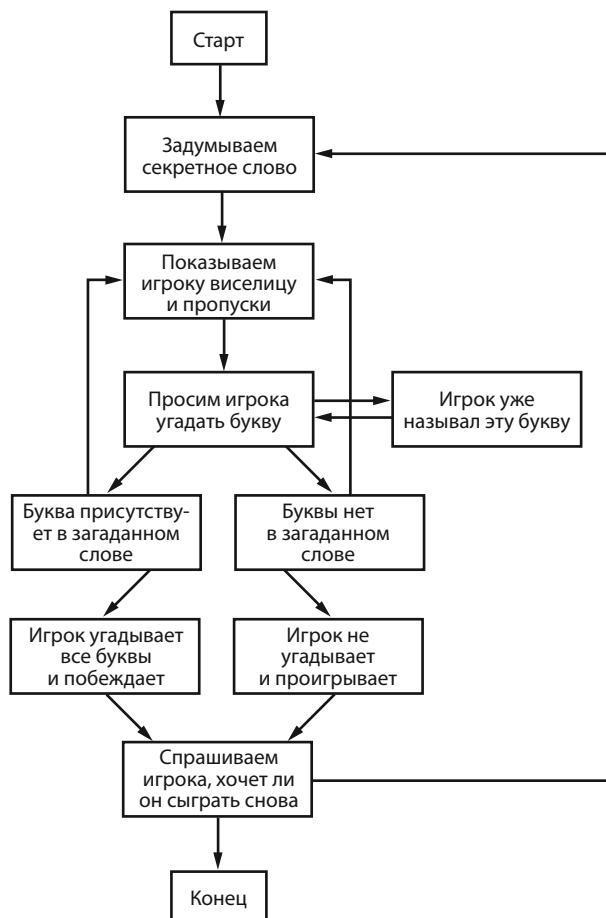 Старт
Задумываем
секретное слово
Показываем
игроку виселицу
и пропуски
Просим игрока
угадать букву
Игрок уже
называл эту букву
Буква присутству-
ет в загаданном
слове
Буквы нет
в загаданном
слове
Игрок угадывает
все буквы
и побеждает
Игрок не
угадывает
и проигрывает
Спрашиваем
игрока, хочет ли
он сыграть снова
Конец